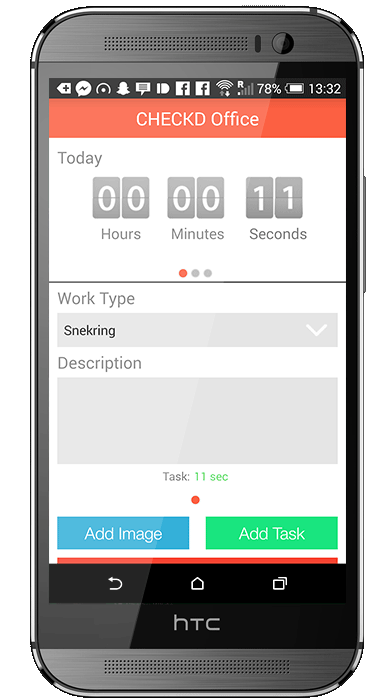 R 78% 13:32
CHECKD Office
Today
00 00 11
Hours Minutes Seconds
Work Type
Snekring
Description
Task: 11 sec
Add Image Add Task
hTC